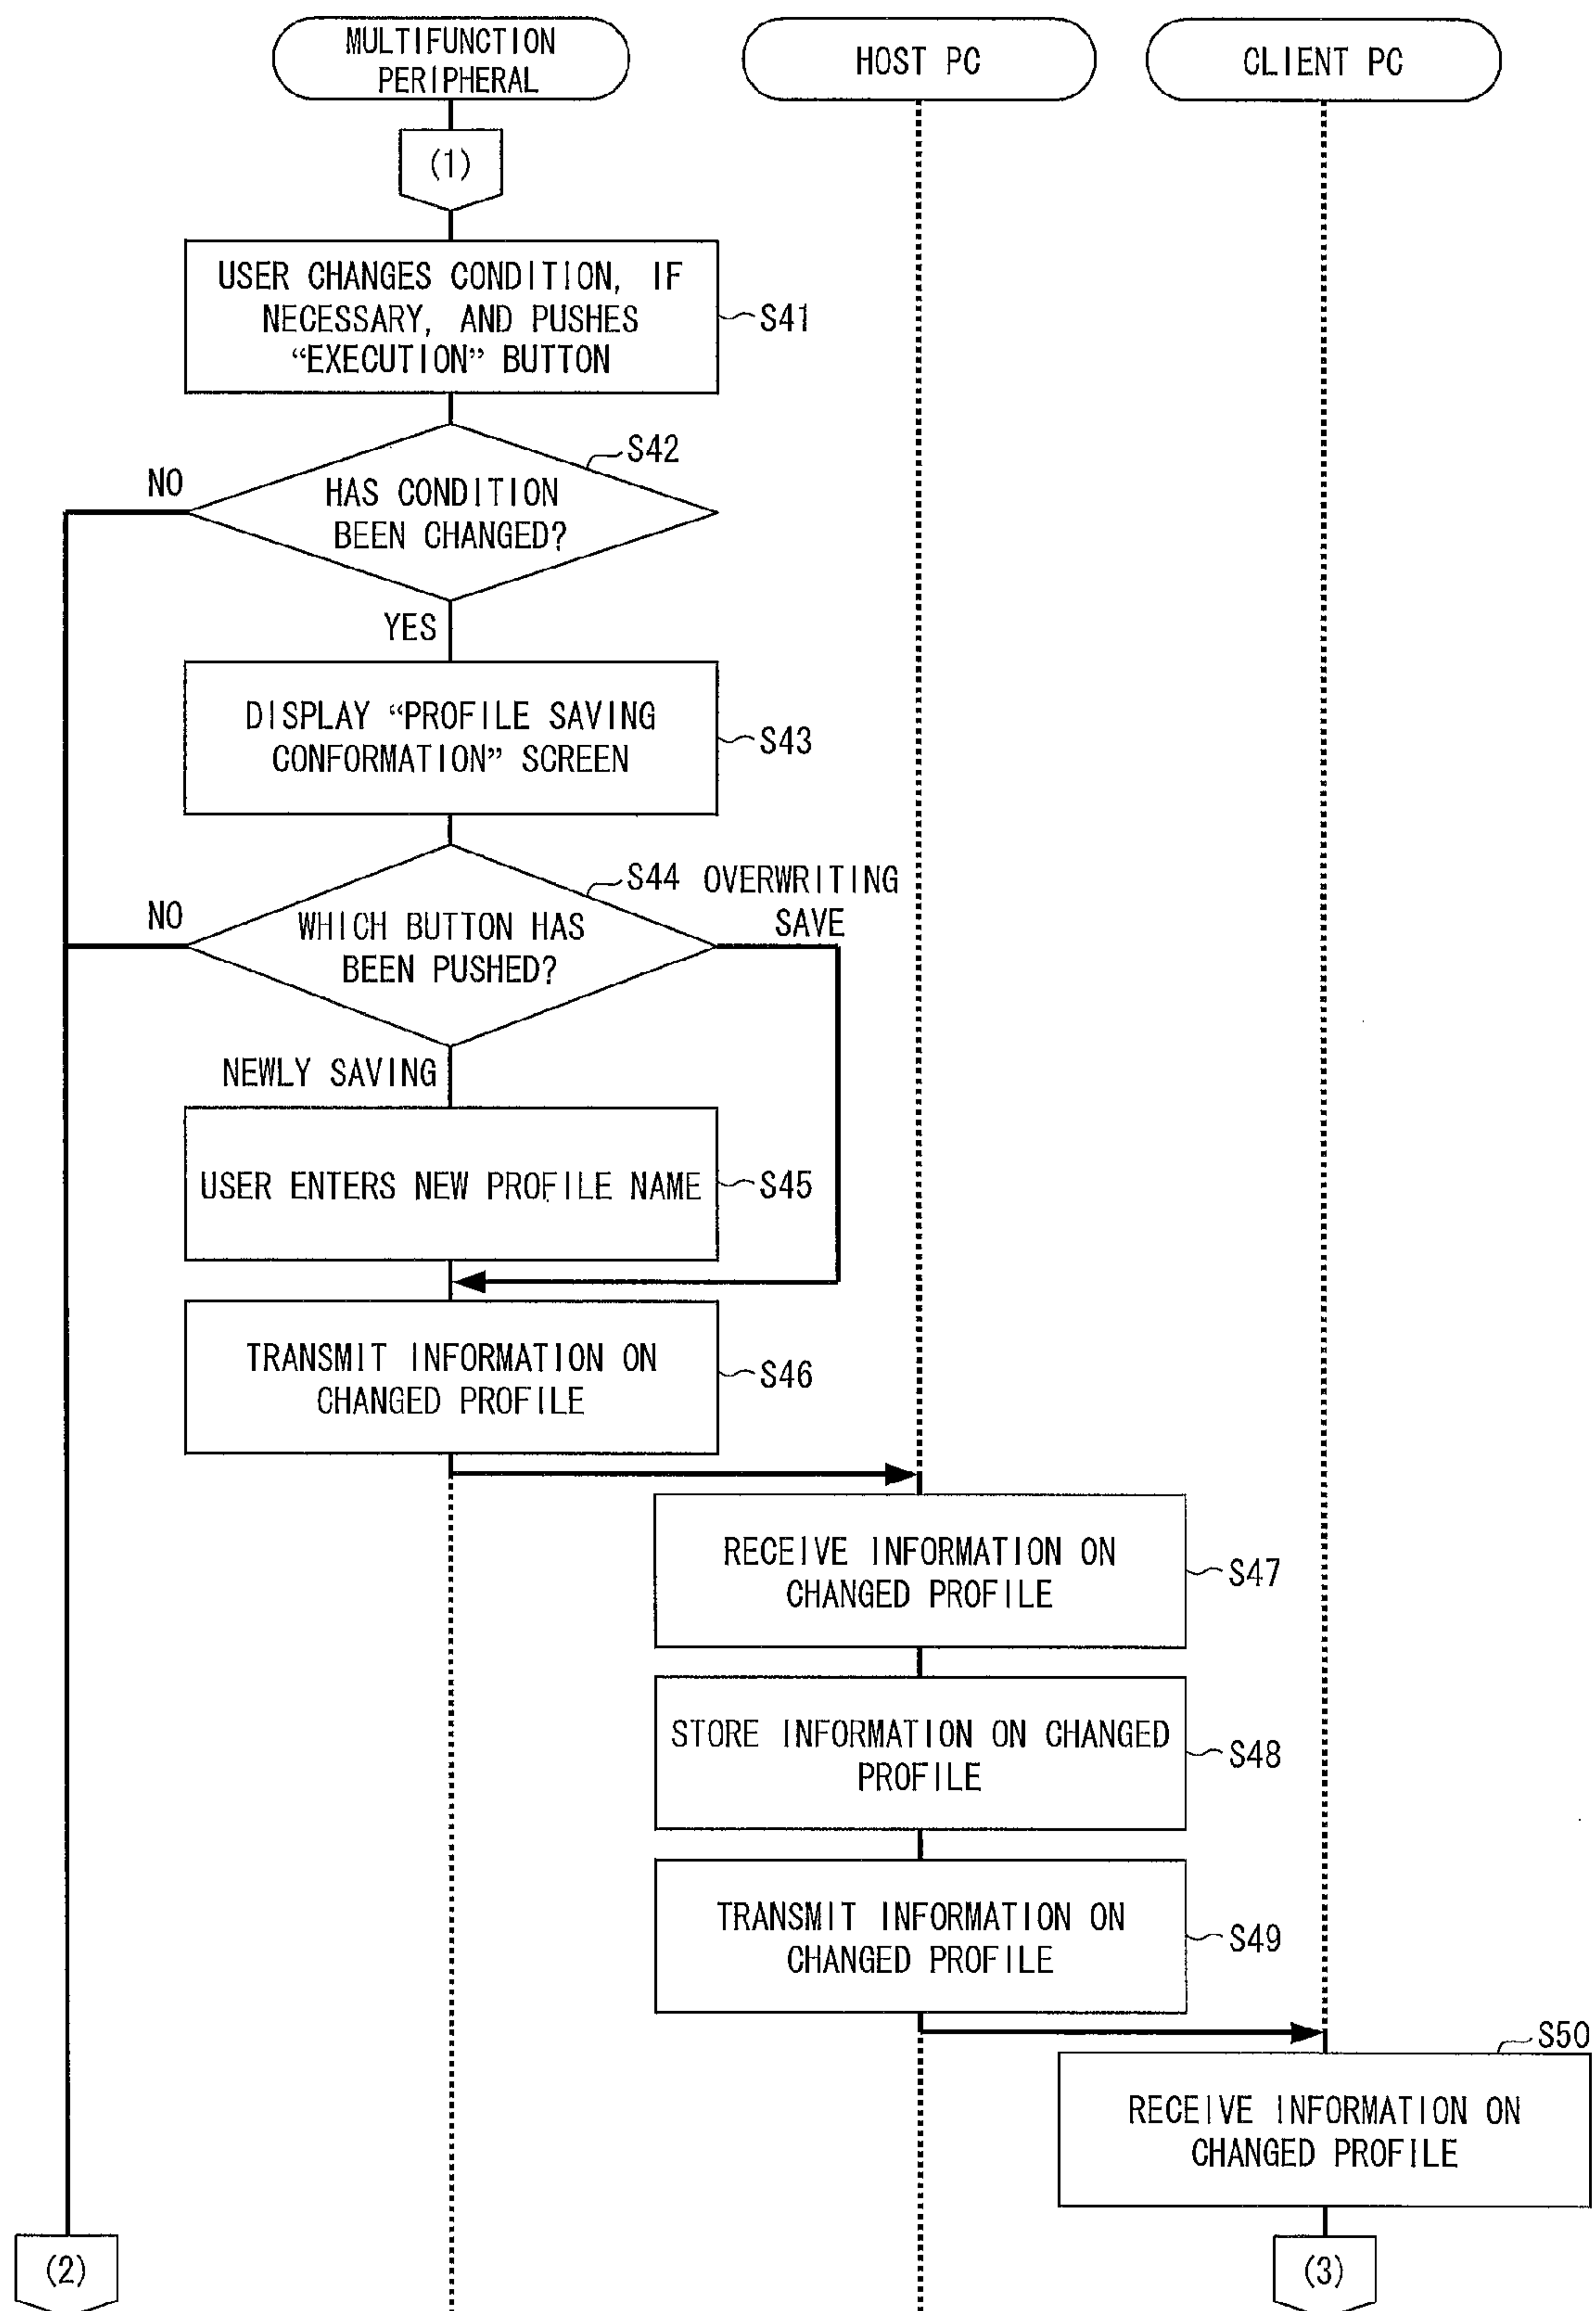 MULTIFUNCTION
PERIPHERAL
HOST PC
CLIENT PC
(1)
USER CHANGES CONDITION, IF
NECESSARY, AND PUSHES
“EXECUTION” BUTTON
S41
S42
NO
HAS CONDITION
BEEN CHANGED?
YES
DISPLAY “PROFILE SAVING
CONFORMATION” SCREEN
S43
S44
OVERWRITING
SAVE
NO
WHICH BUTTON HAS
BEEN PUSHED?
NEWLY SAVING
USER ENTERS NEW PROFILE NAME
S45
TRANSMIT INFORMATION ON
CHANGED PROFILE
S46
RECEIVE INFORMATION ON
CHANGED PROFILE
S47
STORE INFORMATION ON CHANGED
PROFILE
S48
TRANSMIT INFORMATION ON
CHANGED PROFILE
S49
S50
RECEIVE INFORMATION ON
CHANGED PROFILE
(2)
(3)